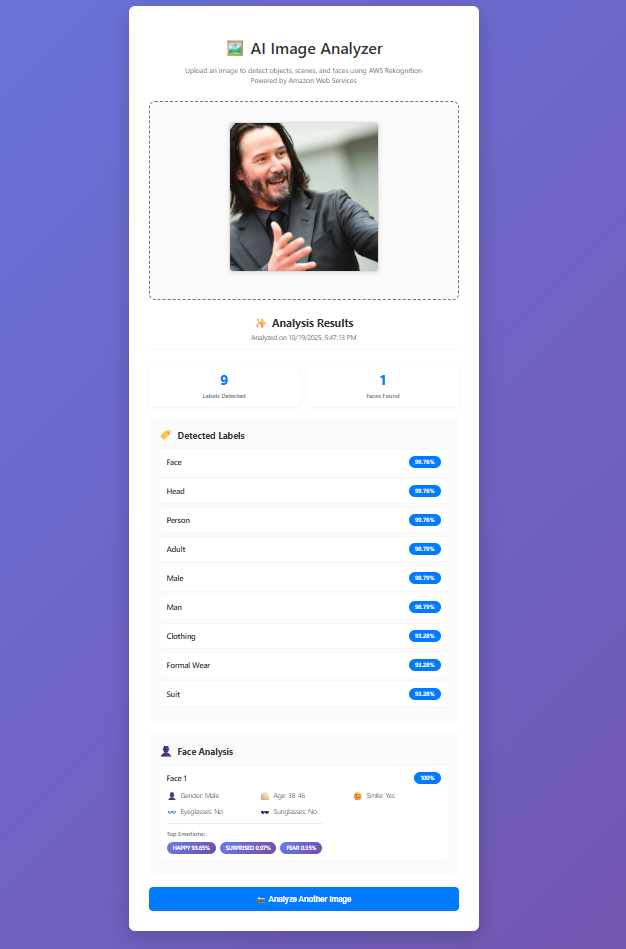 AI Image Analyzer
Upload an image to detect objects, scenes, and faces using AWS Rekognition
Powered by Amazon Web Services
Analysis Results
Analyzed on 10/19/2025, 5:47:13 PM
9
Labels Detected
1
Faces Found
Detected Labels
Face 99.76%
Head 99.76%
Person 99.76%
Adult 98.79%
Male 98.79%
Man 98.79%
Clothing 93.28%
Formal Wear 93.28%
Suit 93.28%
Face Analysis
Face 1 100%
Gender: Male Age: 38-46 Smile: Yes
Eyeglasses: No Sunglasses: No
Top Emotions:
HAPPY 93.65% SURPRISED 0.97% FEAR 0.35%
Analyze Another Image